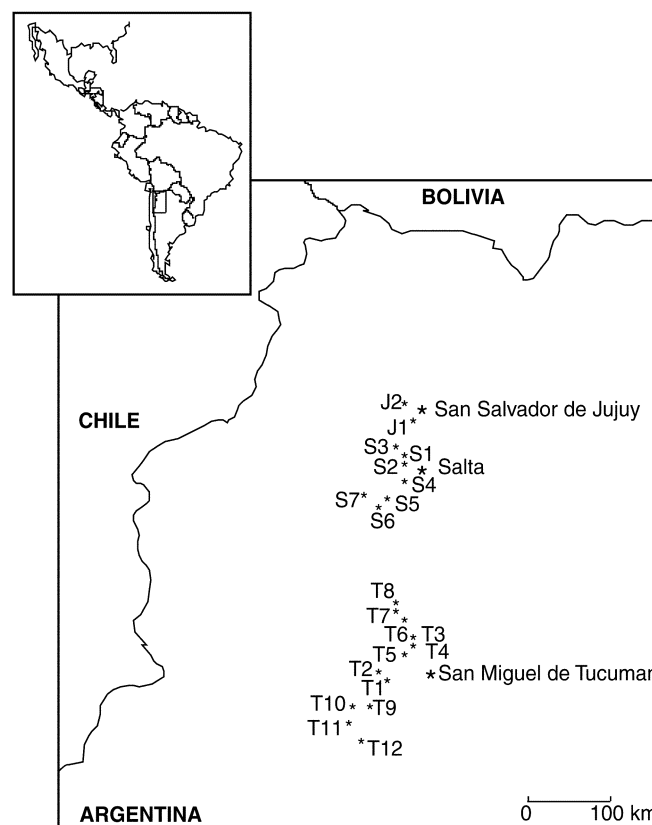 BOLIVIA
CHILE
J2
San Salvador de Jujuy
J1
S3
S1
S2
Salta
S4
S7
S5
S6
T8
T7
T6
T3
T5
T4
T2
San Miguel de Tucumar
T1
T10
T9
T11
T12
0 100 km
ARGENTINA